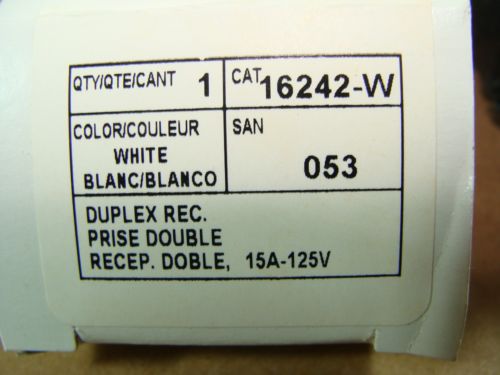 QTY/QTE/CANT 1 CAT. 16242-W
COLOR/COULEUR SAN
WHITE
BLANC/BLANCO 053
DUPLEX REC.
PRISE DOUBLE
RECEP. DOBLE, 15A-125V